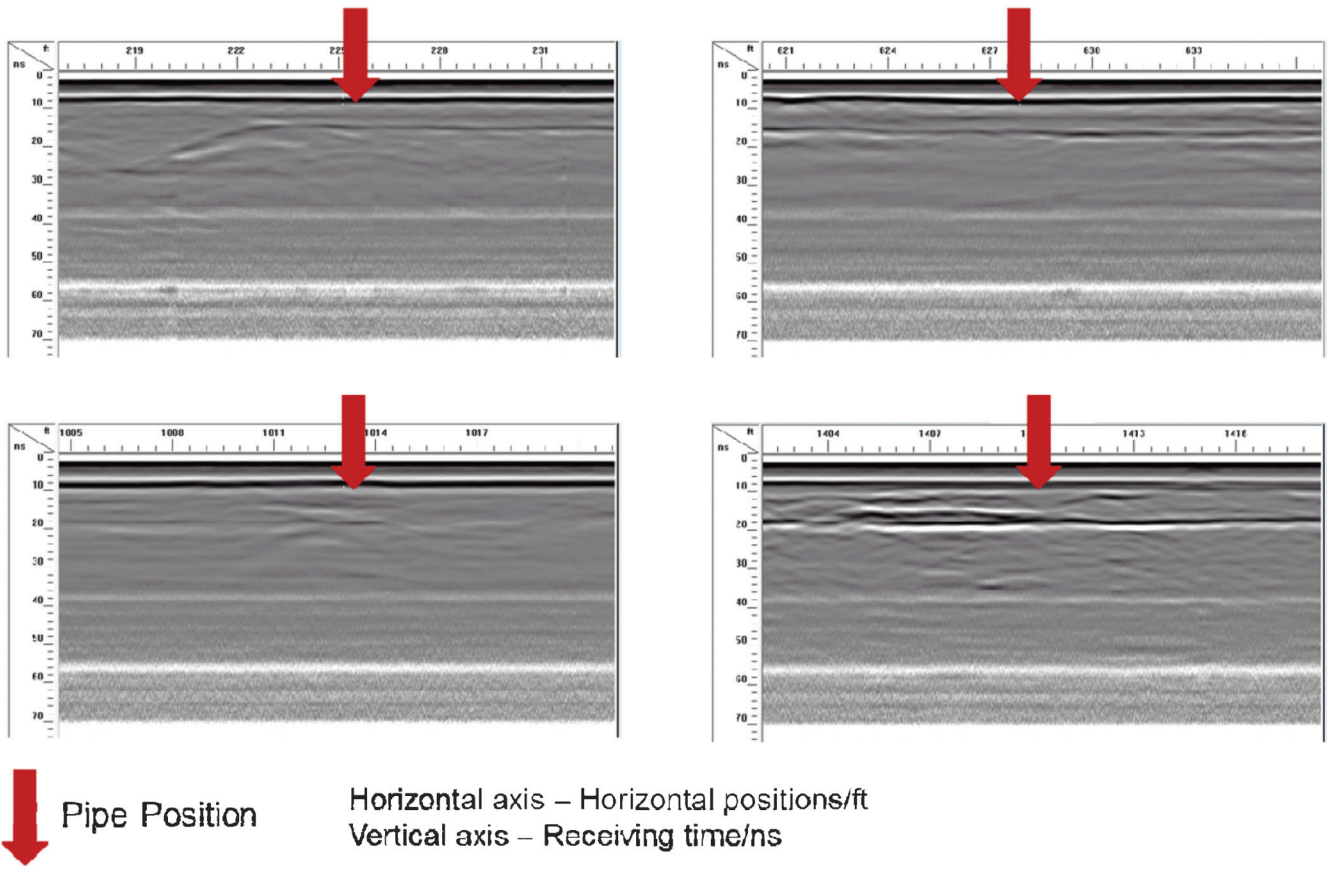 ft 219 222 225 228 231
ns
0
10
20
30
40
50
60
70
ft 621 624 627 630 633
ns
0
10
20
30
40
50
60
70
ft 1005 1008 1011 1014 1017
ns
0
10
20
30
40
50
60
70
ft 1404 1407 1413 1416
ns
0
10
20
30
40
50
60
70
Pipe Position
Horizontal axis – Horizontal positions/ft
Vertical axis – Receiving time/ns